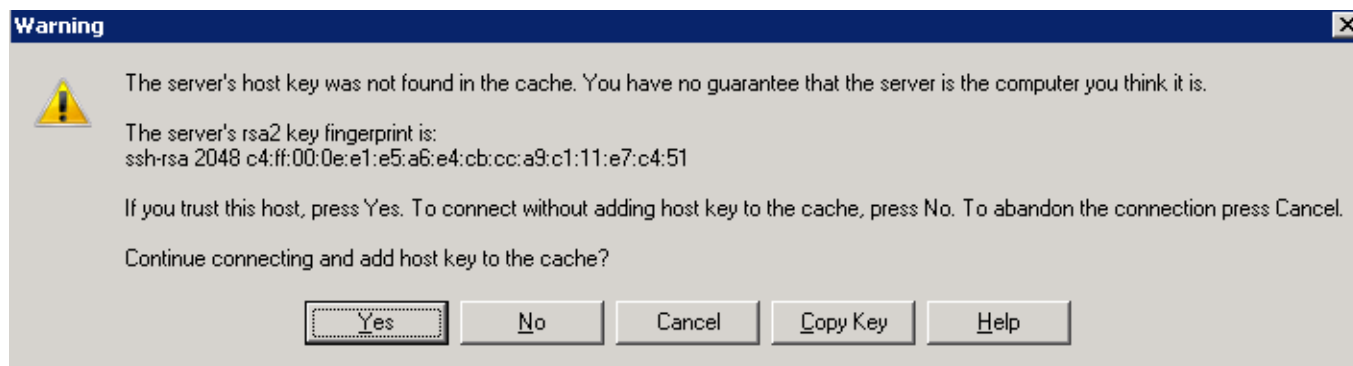 Warning
The server's host key was not found in the cache. You have no guarantee that the server is the computer you think it is.
The server's rsa2 key fingerprint is:
ssh-rsa 2048 c4:ff:00:0e:e1:e5:a6:e4:cb:cc:a9:c1:11:e7:c4:51
If you trust this host, press Yes. To connect without adding host key to the cache, press No. To abandon the connection press Cancel.
Continue connecting and add host key to the cache?
Yes No Cancel Copy Key Help